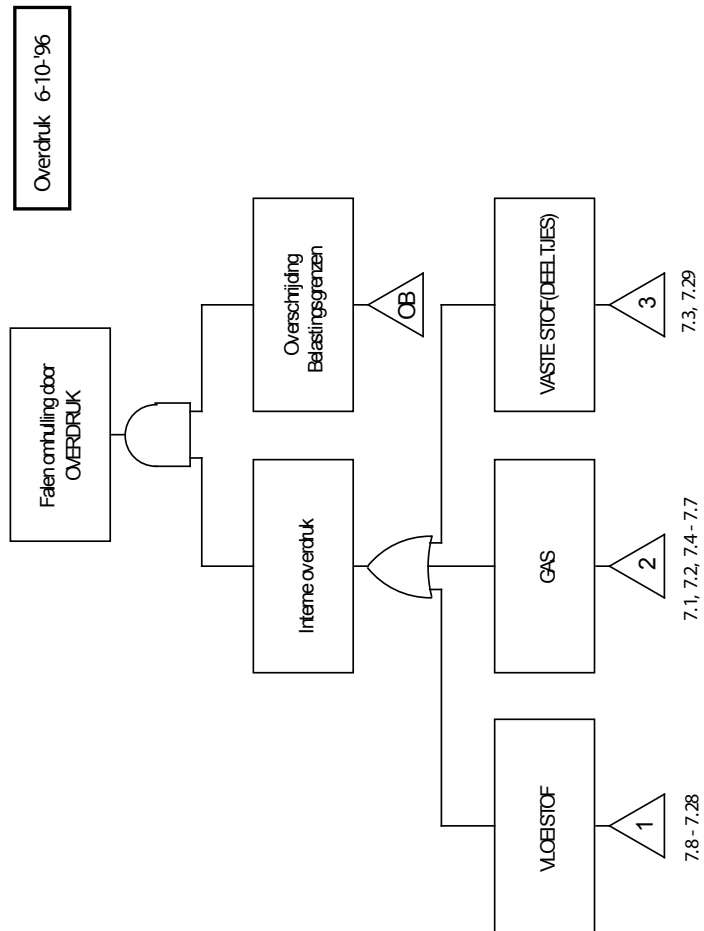 Overdruk 6-10-'96
Falen omhulling door
OVERDRUK
Interne overdruk
Overschrijding
Belastingsgrenzen
OB
VLOEISTOF
GAS
VASTE STOF(DEELTJES)
1
2
3
7.8 - 7.28
7.1, 7.2, 7.4 - 7.7
7.3, 7.29